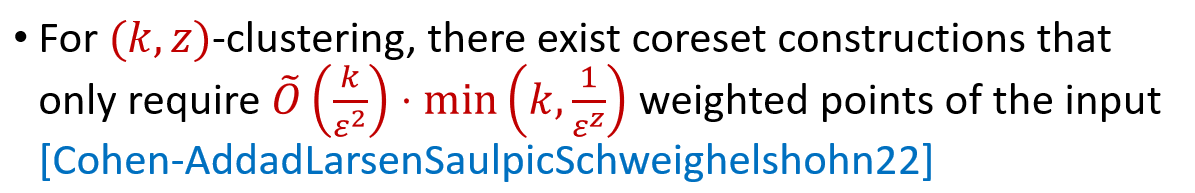 • For (k, z)-clustering, there exist coreset constructions that
only require Õ(k/ε²) · min(k, 1/εᶻ) weighted points of the input
[Cohen-AddadLarsenSaulpicSchweighelshohn22]